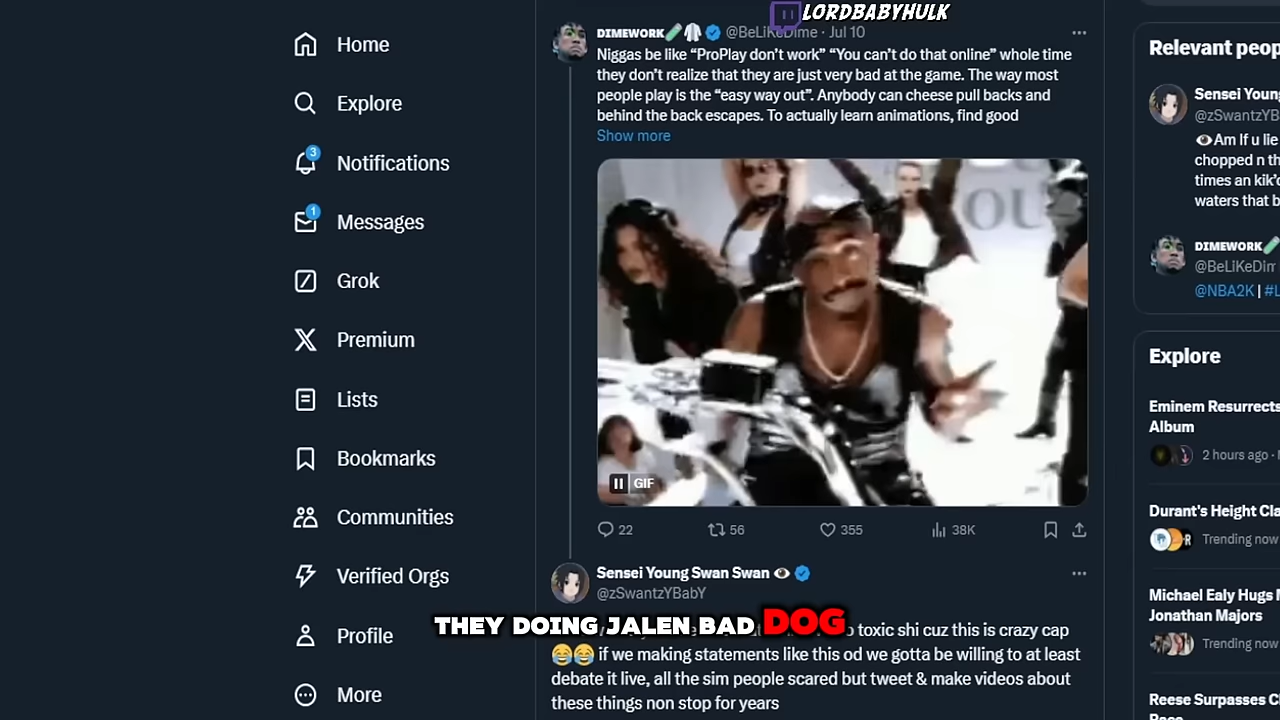 LORDBABYHULK
Home
Explore
3
Notifications
1
Messages
Grok
Premium
Lists
Bookmarks
Communities
Verified Orgs
Profile
More
DIMEWORK @BeLiKeDime · Jul 10
Niggas be like “ProPlay don’t work” “You can’t do that online” whole time
they don’t realize that they are just very bad at the game. The way most
people play is the “easy way out”. Anybody can cheese pull backs and
behind the back escapes. To actually learn animations, find good
Show more
OU
GIF
22 56 355 38K
Sensei Young Swan Swan 👁
@zSwantzYBabY
toxic shi cuz this is crazy cap
😂😂 if we making statements like this od we gotta be willing to at least
debate it live, all the sim people scared but tweet & make videos about
these things non stop for years
THEY DOING JALEN BAD DOG
Relevant peop
Sensei Youn
@zSwantzYB
👁Am If u lie
chopped n th
times an kik'd
waters that b
DIMEWORK
@BeLiKeDim
@NBA2K | #L
Explore
Eminem Resurrects
Album
2 hours ago ·
Durant's Height Cla
Trending now
Michael Ealy Hugs M
Jonathan Majors
Trending now
Reese Surpasses C